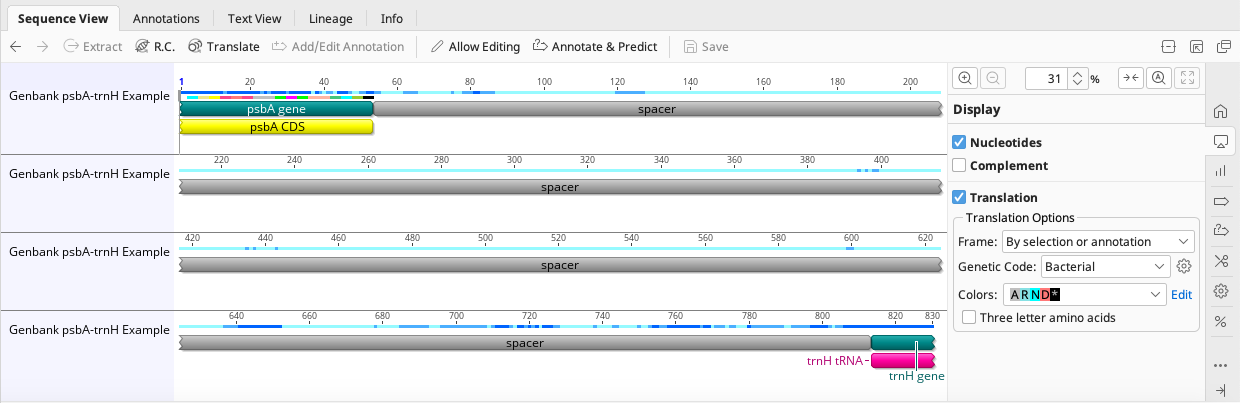 Sequence View Annotations Text View Lineage Info
Extract R.C. Translate Add/Edit Annotation Allow Editing Annotate & Predict Save
1 20 40 60 80 100 120 140 160 180 200
Genbank psbA-trnH Example
psbA gene spacer
psbA CDS
220 240 260 280 300 320 340 360 380 400
Genbank psbA-trnH Example
spacer
420 440 460 480 500 520 540 560 580 600 620
Genbank psbA-trnH Example
spacer
640 660 680 700 720 740 760 780 800 820 830
Genbank psbA-trnH Example
spacer
trnH tRNA
trnH gene
31 %
Display
Nucleotides
Complement
Translation
Translation Options
Frame: By selection or annotation
Genetic Code: Bacterial
Colors: A R N D * Edit
Three letter amino acids